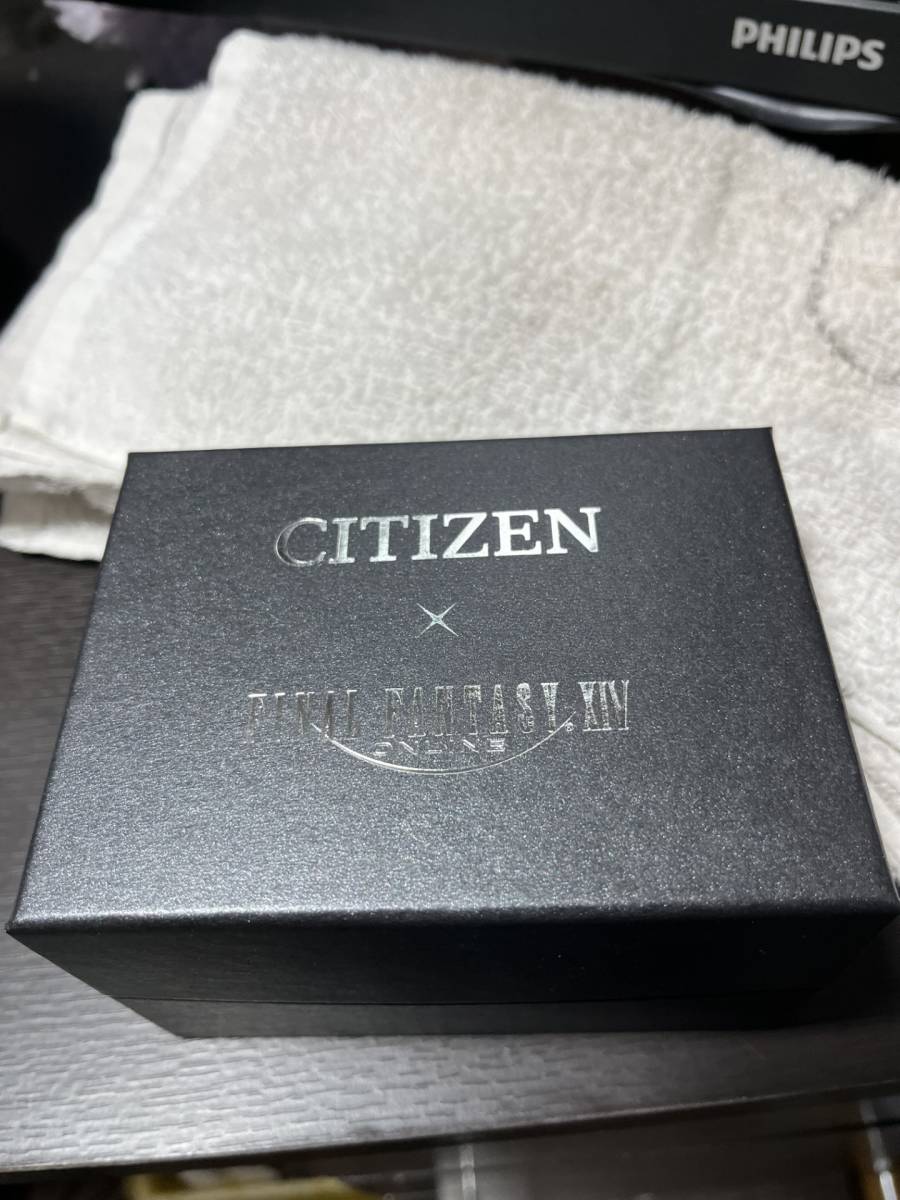 PHILIPS
CITIZEN
×
FINAL FANTASY XIV
ONLINE